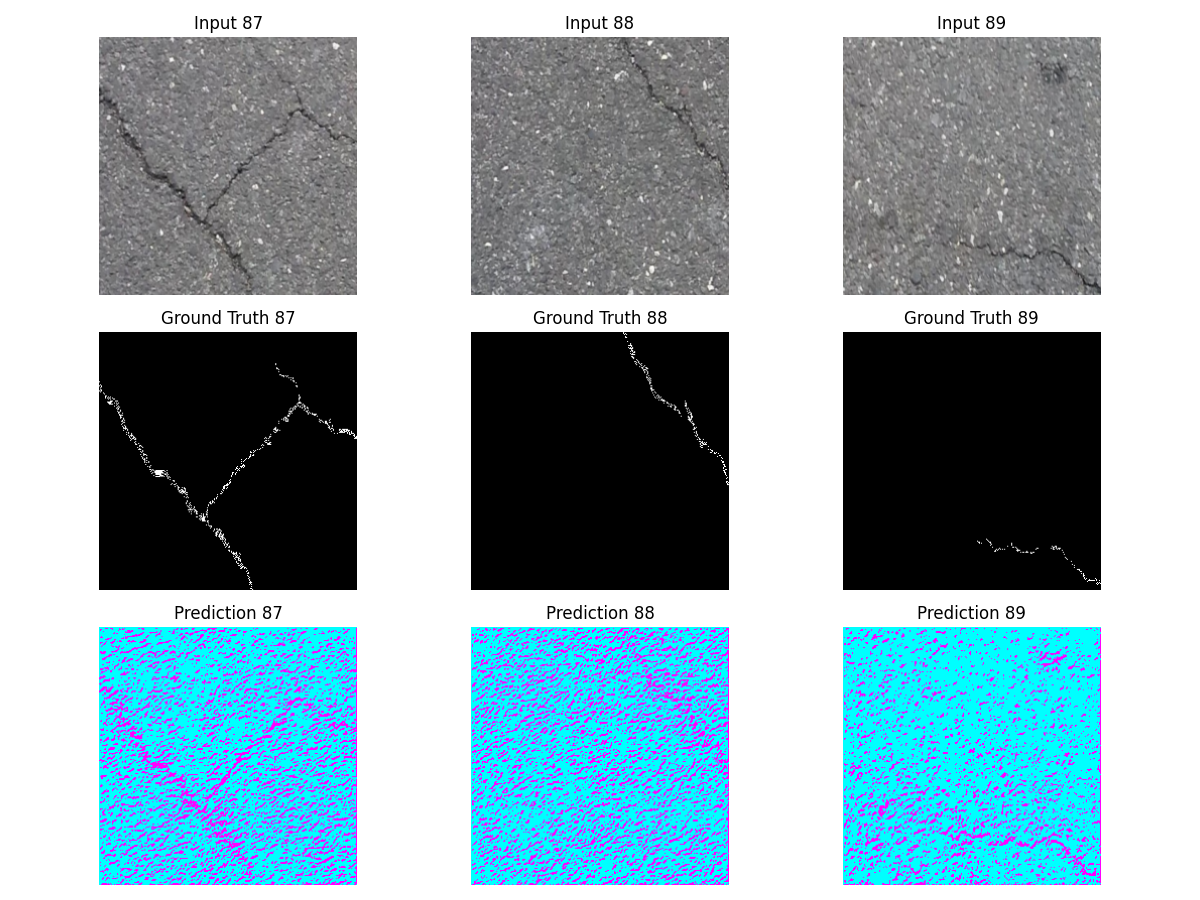 Input 87
Input 88
Input 89
Ground Truth 87
Ground Truth 88
Ground Truth 89
Prediction 87
Prediction 88
Prediction 89